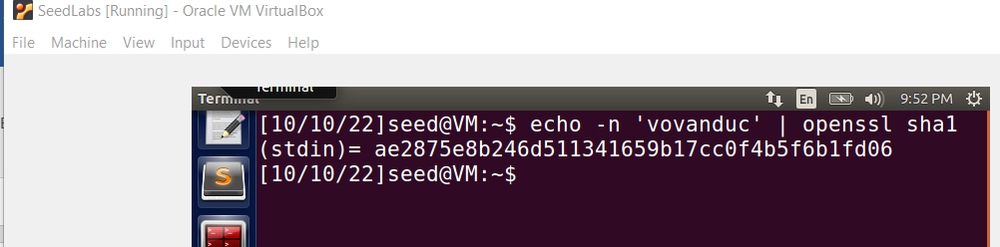 SeedLabs [Running] - Oracle VM VirtualBox
File Machine View Input Devices Help
Terminal
Terminal En 9:52 PM
[10/10/22]seed@VM:~$ echo -n 'vovanduc' | openssl sha1
(stdin)= ae2875e8b246d511341659b17cc0f4b5f6b1fd06
[10/10/22]seed@VM:~$